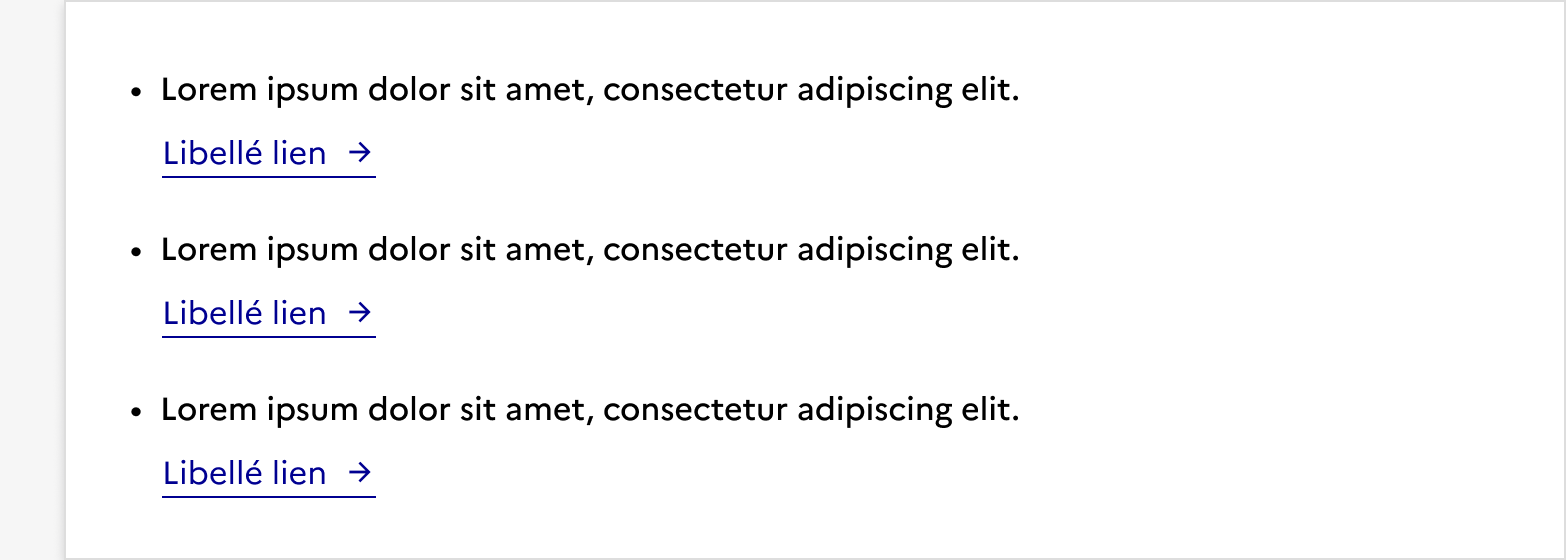 • Lorem ipsum dolor sit amet, consectetur adipiscing elit.
Libellé lien →
• Lorem ipsum dolor sit amet, consectetur adipiscing elit.
Libellé lien →
• Lorem ipsum dolor sit amet, consectetur adipiscing elit.
Libellé lien →